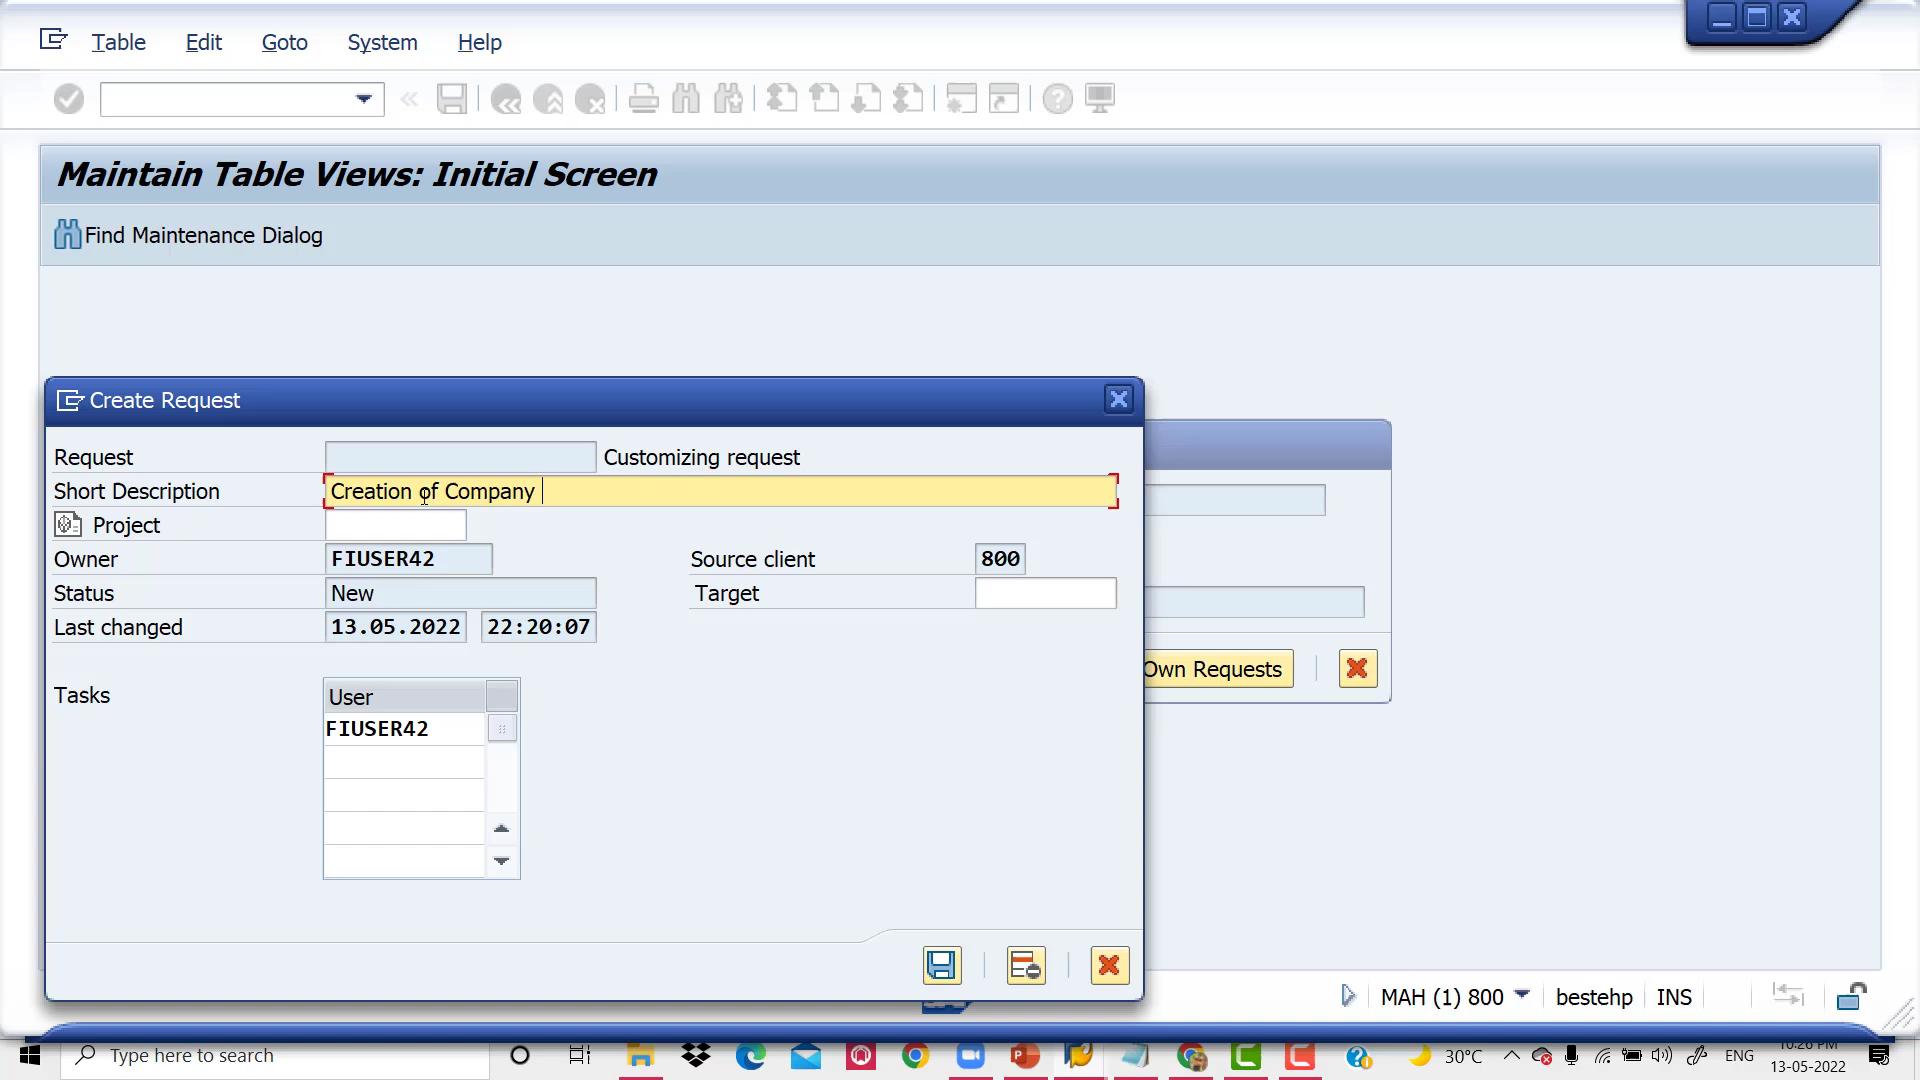 Table Edit Goto System Help
Maintain Table Views: Initial Screen
Find Maintenance Dialog
Create Request
Request Customizing request
Short Description Creation of Company
Project
Owner FIUSER42 Source client 800
Status New Target
Last changed 13.05.2022 22:20:07
Own Requests
Tasks User
FIUSER42
MAH (1) 800 bestehp INS
Type here to search 30°C ENG 10:26 PM
13-05-2022